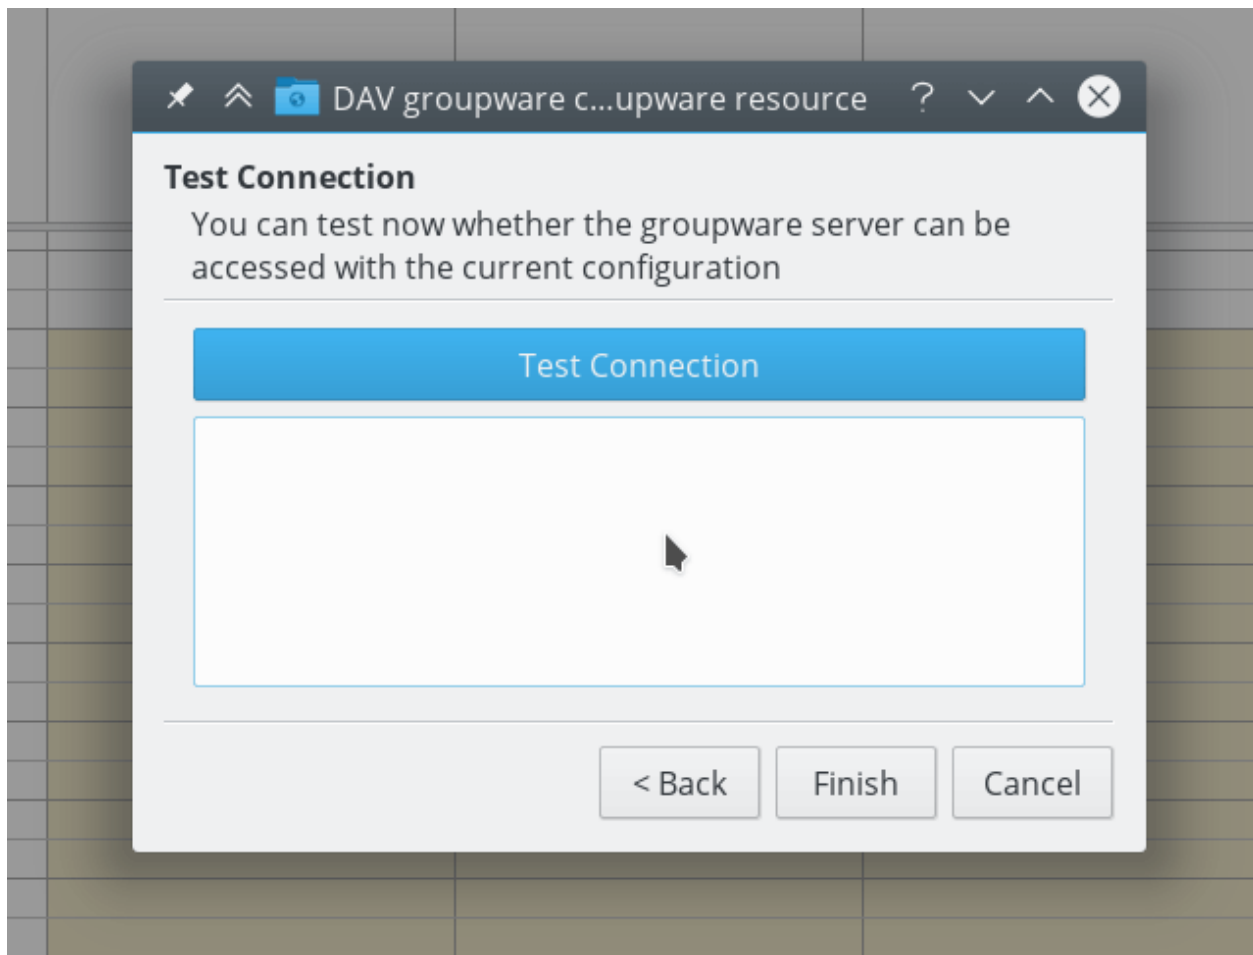 DAV groupware c...upware resource ?
Test Connection
You can test now whether the groupware server can be
accessed with the current configuration
Test Connection
< Back Finish Cancel